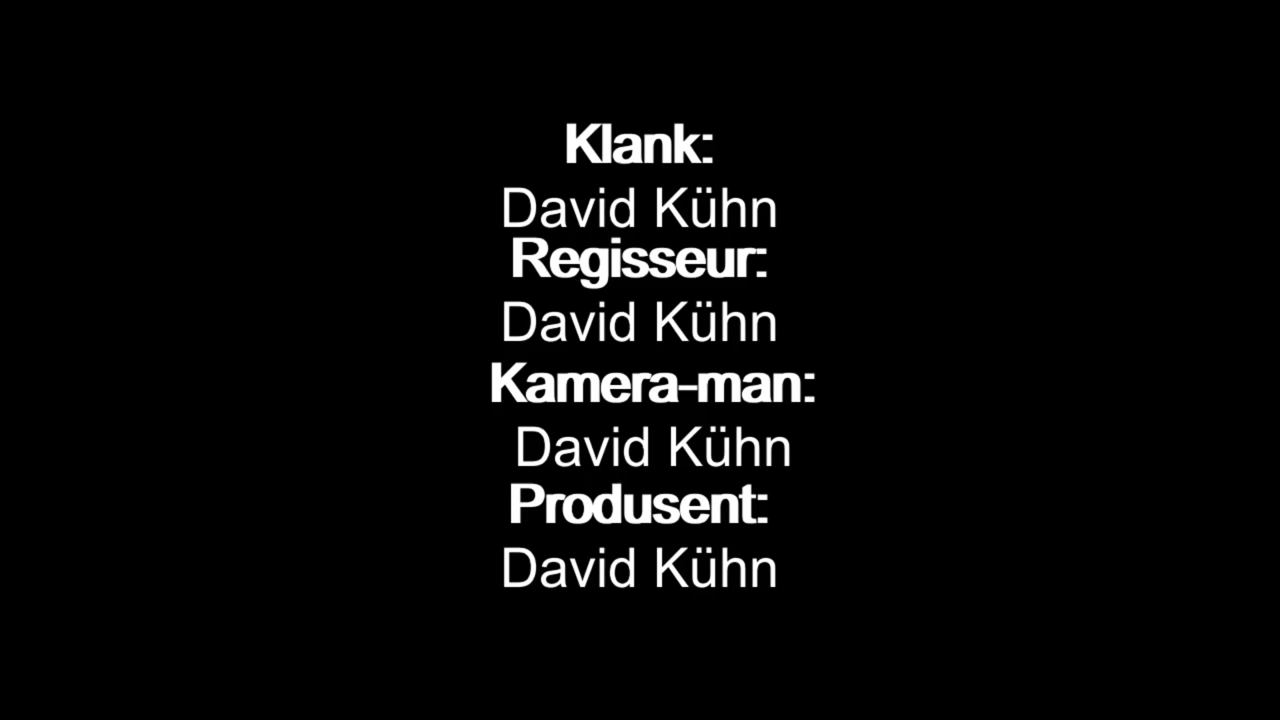 Klank:
David Kühn
Regisseur:
David Kühn
Kamera-man:
David Kühn
Produsent:
David Kühn